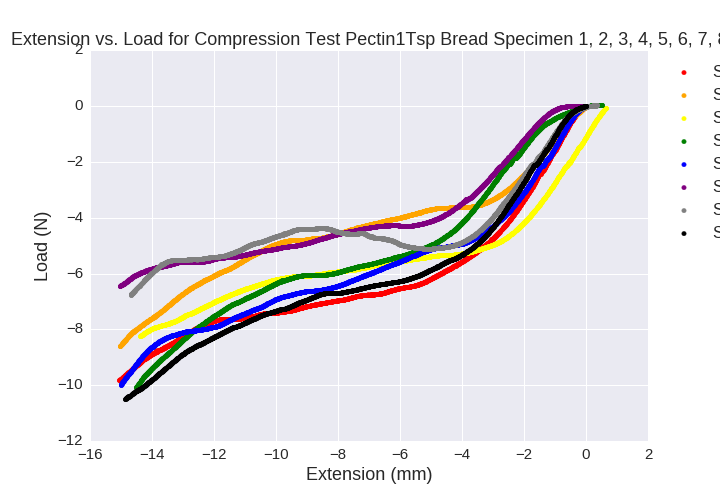 Extension vs. Load for Compression Test Pectin1Tsp Bread Specimen 1, 2, 3, 4, 5, 6, 7, 8
2
0
−2
−4
−6
−8
−10
−12
Load (N)
−16 −14 −12 −10 −8 −6 −4 −2 0 2
Extension (mm)
S
S
S
S
S
S
S
S